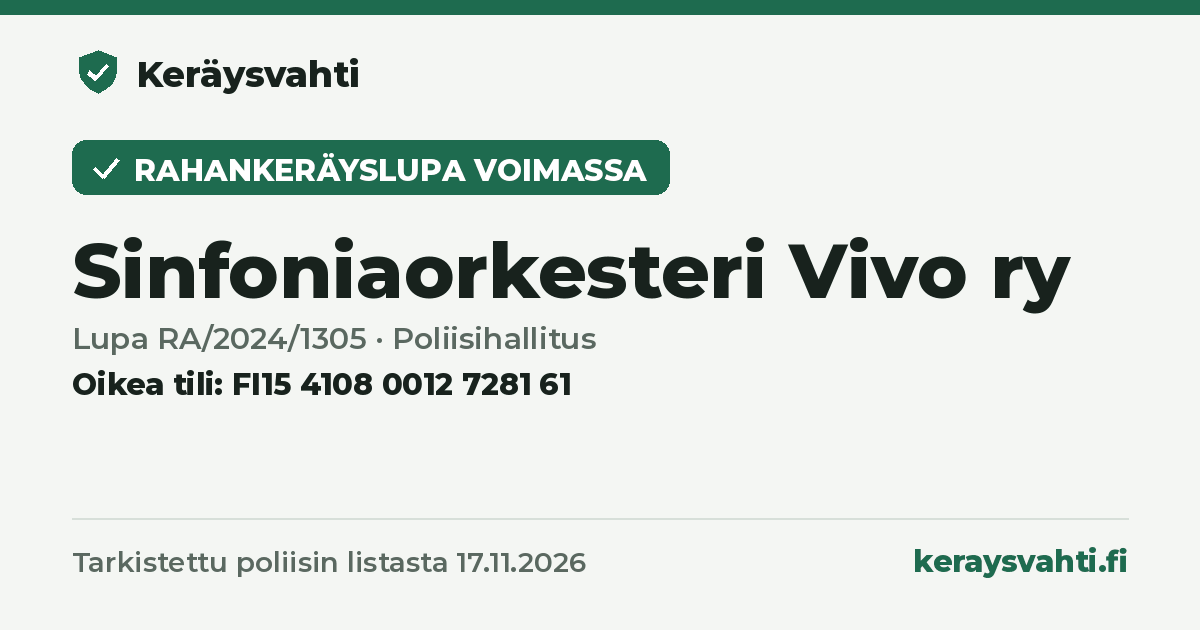 Keräysvahti
RAHANKERÄYSLUPA VOIMASSA
Sinfoniaorkesteri Vivo ry
Lupa RA/2024/1305 · Poliisihallitus
Oikea tili: FI15 4108 0012 7281 61
Tarkistettu poliisin listasta 17.11.2026
keraysvahti.fi